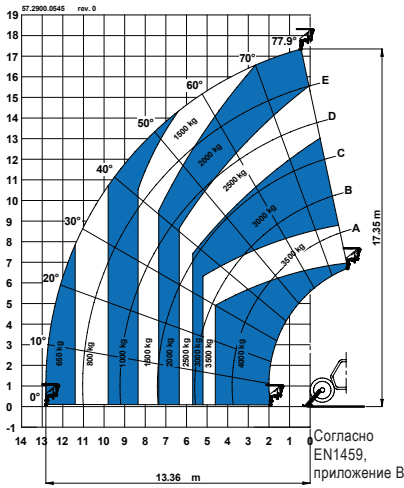 57.2900.0545 rev. 0
19
18
17
16
15
14
13
12
11
10
9
8
7
6
5
4
3
2
1
0
-1
14 13 12 11 10 9 8 7 6 5 4 3 2 1 0
0°
10°
20°
30°
40°
50°
60°
70°
77.9°
E
D
C
B
A
1500 kg
2000 kg
2500 kg
3000 kg
3500 kg
650 kg
800 kg
1000 kg
1500 kg
2000 kg
2500 kg
3000 kg
3500 kg
4000 kg
17.35 m
13.36 m
Согласно
EN1459,
приложение B